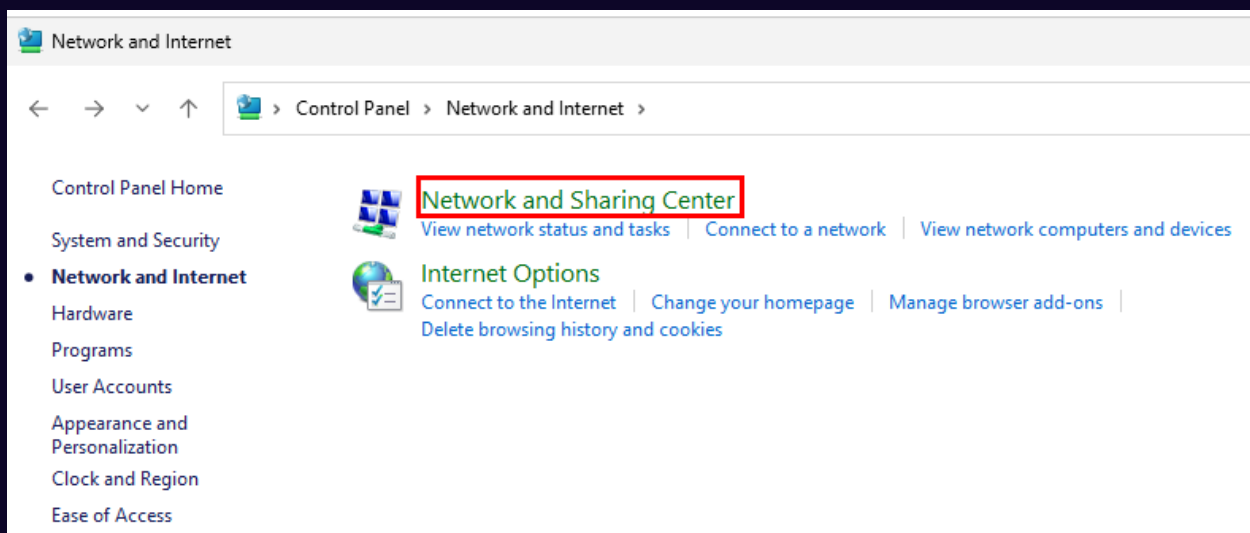 Network and Internet
Control Panel > Network and Internet >
Control Panel Home
System and Security
Network and Internet
Hardware
Programs
User Accounts
Appearance and
Personalization
Clock and Region
Ease of Access
Network and Sharing Center
View network status and tasks
Connect to a network
View network computers and devices
Internet Options
Connect to the Internet
Change your homepage
Manage browser add-ons
Delete browsing history and cookies